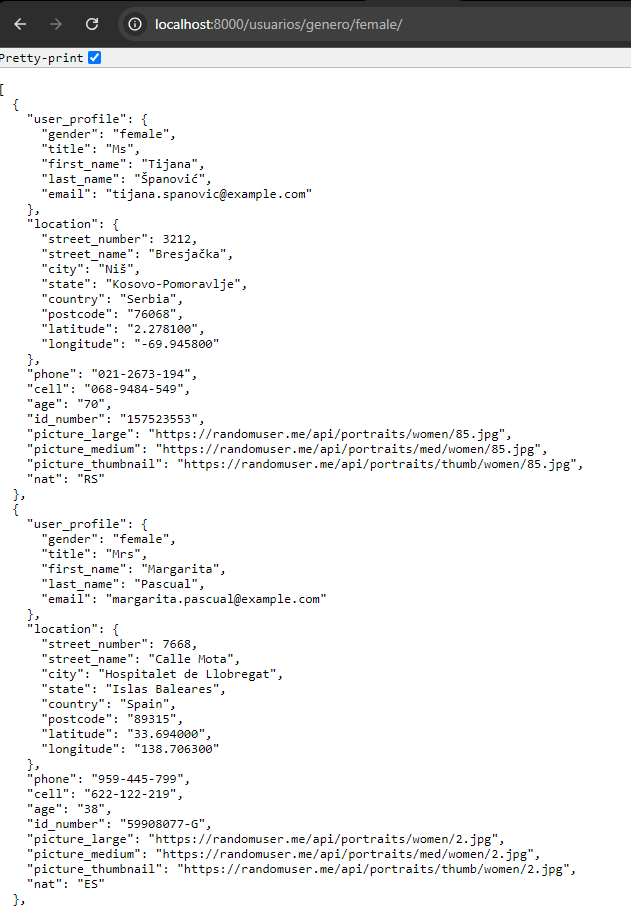 localhost:8000/usuarios/genero/female/
Pretty-print
[
  {
    "user_profile": {
      "gender": "female",
      "title": "Ms",
      "first_name": "Tijana",
      "last_name": "Španović",
      "email": "tijana.spanovic@example.com"
    },
    "location": {
      "street_number": 3212,
      "street_name": "Bresjačka",
      "city": "Niš",
      "state": "Kosovo-Pomoravlje",
      "country": "Serbia",
      "postcode": "76068",
      "latitude": "2.278100",
      "longitude": "-69.945800"
    },
    "phone": "021-2673-194",
    "cell": "068-9484-549",
    "age": "70",
    "id_number": "157523553",
    "picture_large": "https://randomuser.me/api/portraits/women/85.jpg",
    "picture_medium": "https://randomuser.me/api/portraits/med/women/85.jpg",
    "picture_thumbnail": "https://randomuser.me/api/portraits/thumb/women/85.jpg",
    "nat": "RS"
  },
  {
    "user_profile": {
      "gender": "female",
      "title": "Mrs",
      "first_name": "Margarita",
      "last_name": "Pascual",
      "email": "margarita.pascual@example.com"
    },
    "location": {
      "street_number": 7668,
      "street_name": "Calle Mota",
      "city": "Hospitalet de Llobregat",
      "state": "Islas Baleares",
      "country": "Spain",
      "postcode": "89315",
      "latitude": "33.694000",
      "longitude": "138.706300"
    },
    "phone": "959-445-799",
    "cell": "622-122-219",
    "age": "38",
    "id_number": "59908077-G",
    "picture_large": "https://randomuser.me/api/portraits/women/2.jpg",
    "picture_medium": "https://randomuser.me/api/portraits/med/women/2.jpg",
    "picture_thumbnail": "https://randomuser.me/api/portraits/thumb/women/2.jpg",
    "nat": "ES"
  },